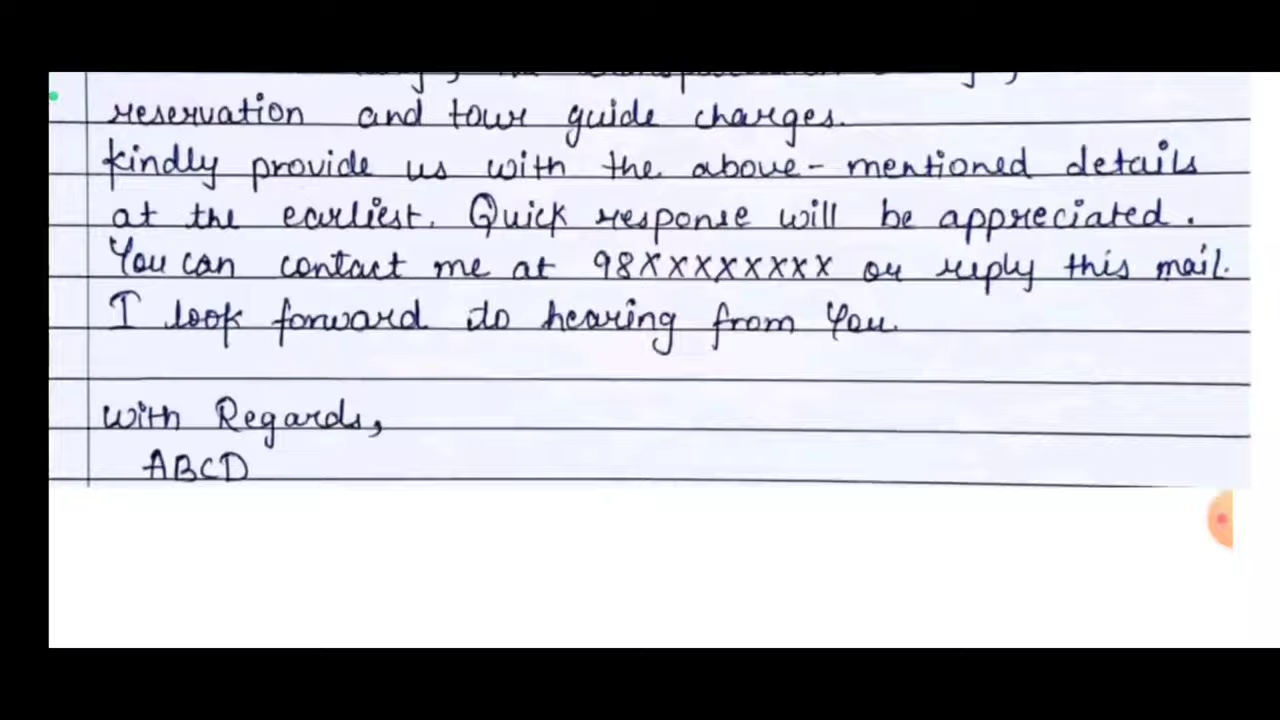 reservation and tour guide charges.
Kindly provide us with the above-mentioned details
at the earliest. Quick response will be appreciated.
You can contact me at 98XXXXXXXX or reply this mail.
I look forward to hearing from You.
With Regards,
ABCD